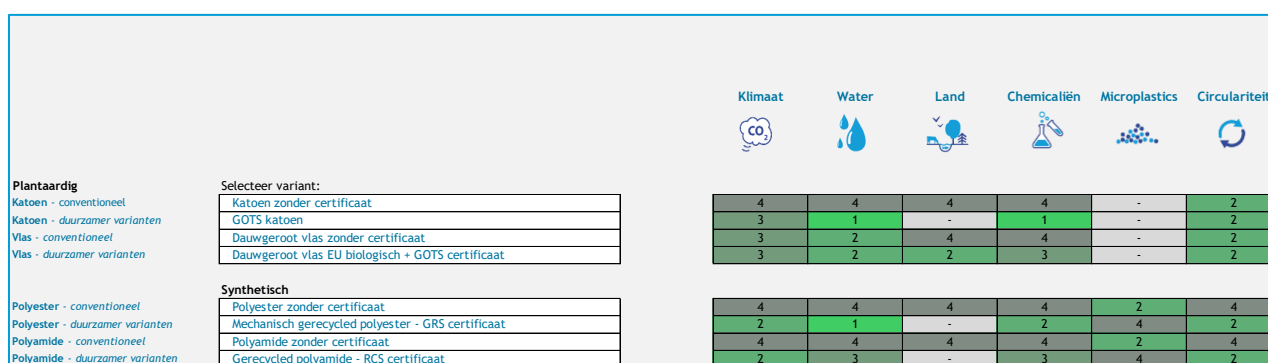 Klimaat Water Land Chemicaliën Microplastics Circulariteit
CO2
Plantaardig Selecteer variant:
Katoen - conventioneel Katoen zonder certificaat 4 4 4 4 - 2
Katoen - duurzamer varianten GOTS katoen 3 1 - 1 - 2
Vlas - conventioneel Dauwgeroot vlas zonder certificaat 3 2 4 4 - 2
Vlas - duurzamer varianten Dauwgeroot vlas EU biologisch + GOTS certificaat 3 2 2 3 - 2
Synthetisch
Polyester - conventioneel Polyester zonder certificaat 4 4 4 4 2 4
Polyester - duurzamer varianten Mechanisch gerecycled polyester - GRS certificaat 2 1 - 2 4 2
Polyamide - conventioneel Polyamide zonder certificaat 4 4 4 4 2 4
Polyamide - duurzamer varianten Gerecycled polyamide - RCS certificaat 2 3 - 3 4 2